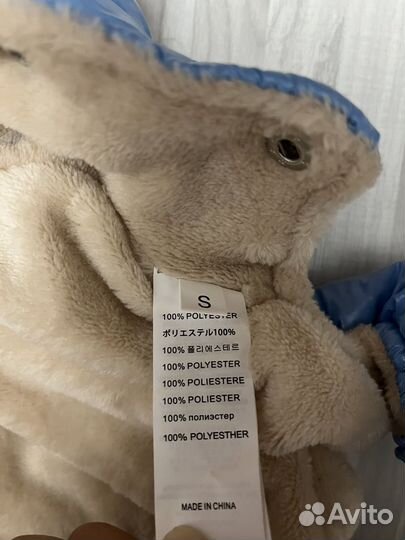 S
100% POLYESTER
ポリエステル100%
100% 폴리에스테르
100% POLYESTER
100% POLIESTERE
100% POLIESTER
100% полиэстер
100% POLYESTHER
MADE IN CHINA
Avito